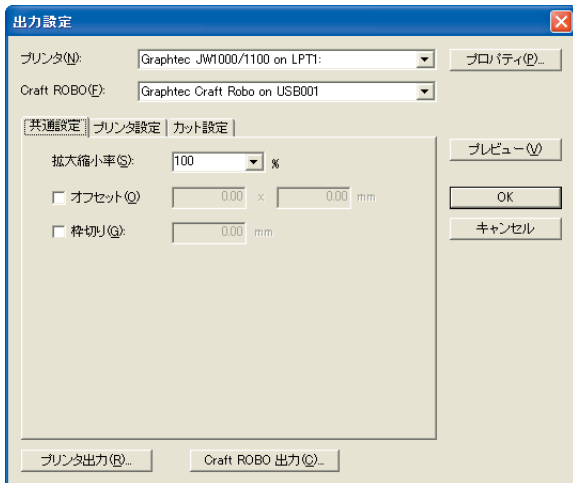 出力設定
プリンタ(N): Graphtec JW1000/1100 on LPT1: プロパティ(P)...
Craft ROBO(F): Graphtec Craft Robo on USB001
共通設定 プリンタ設定 カット設定
プレビュー(V)
拡大縮小率(S): 100 %
オフセット(O) 0.00 x 0.00 mm OK
枠切り(G): 0.00 mm キャンセル
プリンタ出力(R)... Craft ROBO 出力(C)...